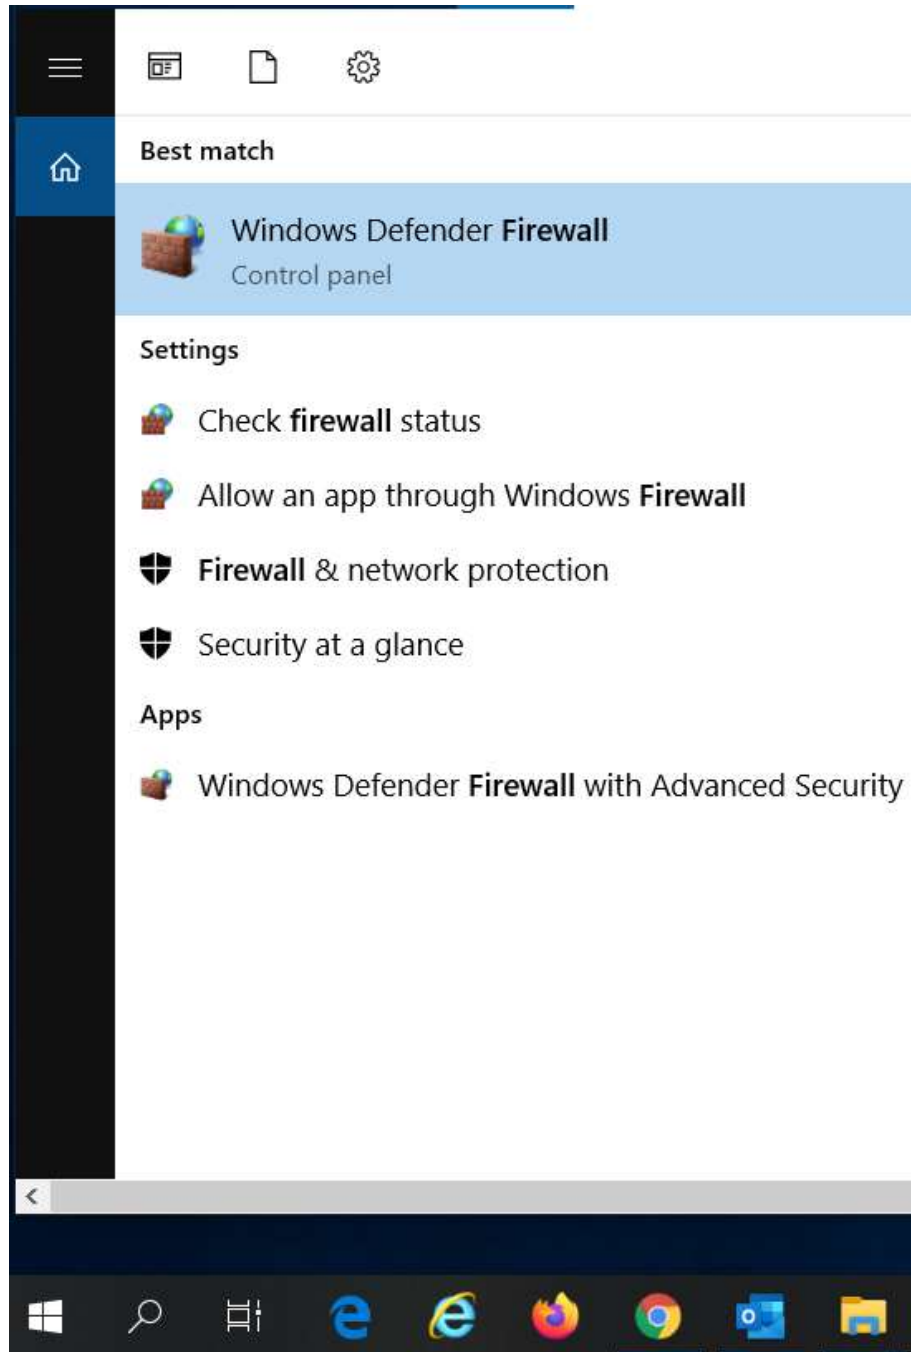 Best match
Windows Defender Firewall
Control panel
Settings
Check firewall status
Allow an app through Windows Firewall
Firewall & network protection
Security at a glance
Apps
Windows Defender Firewall with Advanced Security